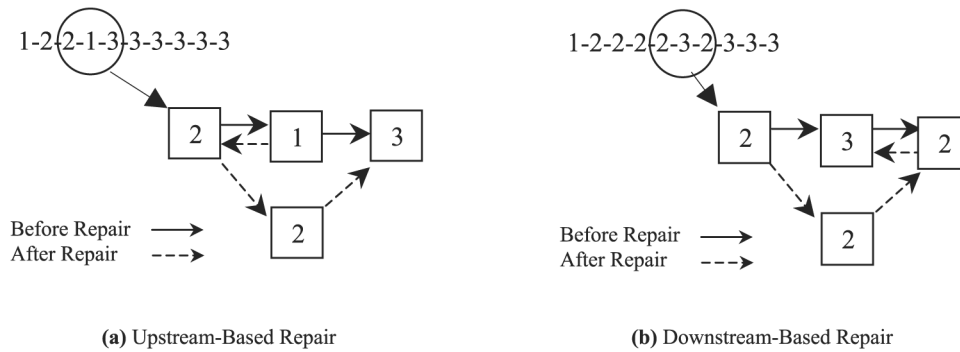 1-2-2-1-3-3-3-3-3-3
2
1
3
2
Before Repair
After Repair
(a) Upstream-Based Repair
1-2-2-2-2-3-2-3-3-3
2
3
2
2
Before Repair
After Repair
(b) Downstream-Based Repair